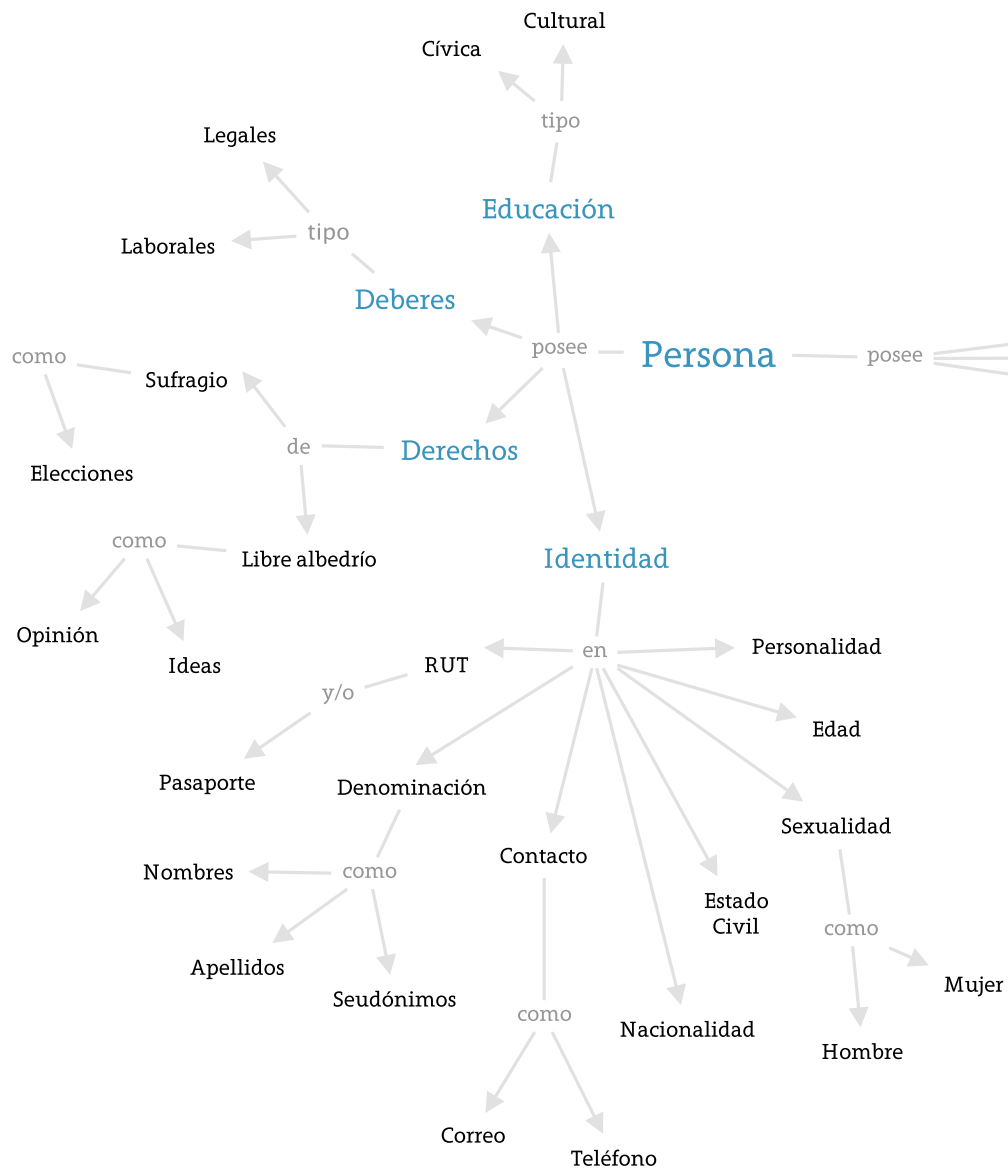 Cultural
Cívica
tipo
Legales
Educación
tipo
Laborales
Deberes
posee
Persona
posee
como
Sufragio
de
Derechos
Elecciones
como
Libre albedrío
Identidad
Opinión
Ideas
RUT
en
Personalidad
y/o
Edad
Pasaporte
Denominación
Sexualidad
Contacto
Nombres
como
Estado
Civil
como
Apellidos
Mujer
Seudónimos
como
Nacionalidad
Hombre
Correo
Teléfono